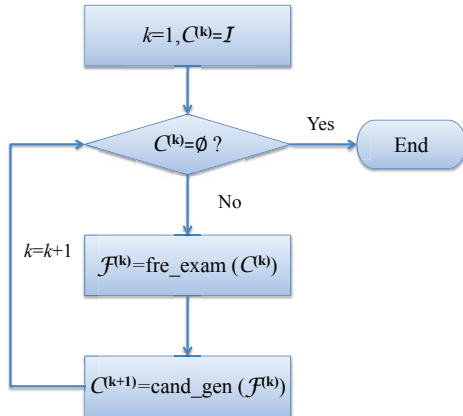 k=1,C⁽ᵏ⁾=I
C⁽ᵏ⁾=∅ ?
Yes
End
No
k=k+1
F⁽ᵏ⁾=fre_exam (C⁽ᵏ⁾)
C⁽ᵏ⁺¹⁾=cand_gen (F⁽ᵏ⁾)